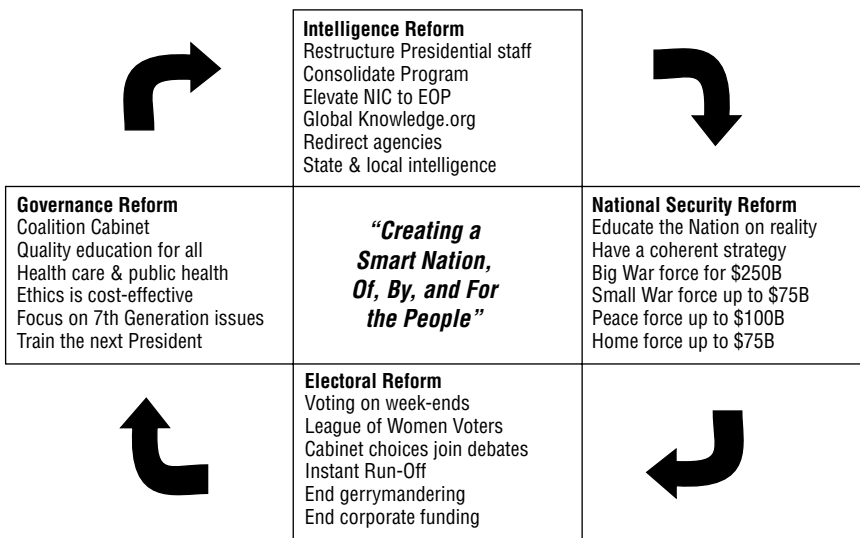 Intelligence Reform
Restructure Presidential staff
Consolidate Program
Elevate NIC to EOP
Global Knowledge.org
Redirect agencies
State & local intelligence
Governance Reform
Coalition Cabinet
Quality education for all
Health care & public health
Ethics is cost-effective
Focus on 7th Generation issues
Train the next President
“Creating a
Smart Nation,
Of, By, and For
the People”
National Security Reform
Educate the Nation on reality
Have a coherent strategy
Big War force for $250B
Small War force up to $75B
Peace force up to $100B
Home force up to $75B
Electoral Reform
Voting on week-ends
League of Women Voters
Cabinet choices join debates
Instant Run-Off
End gerrymandering
End corporate funding